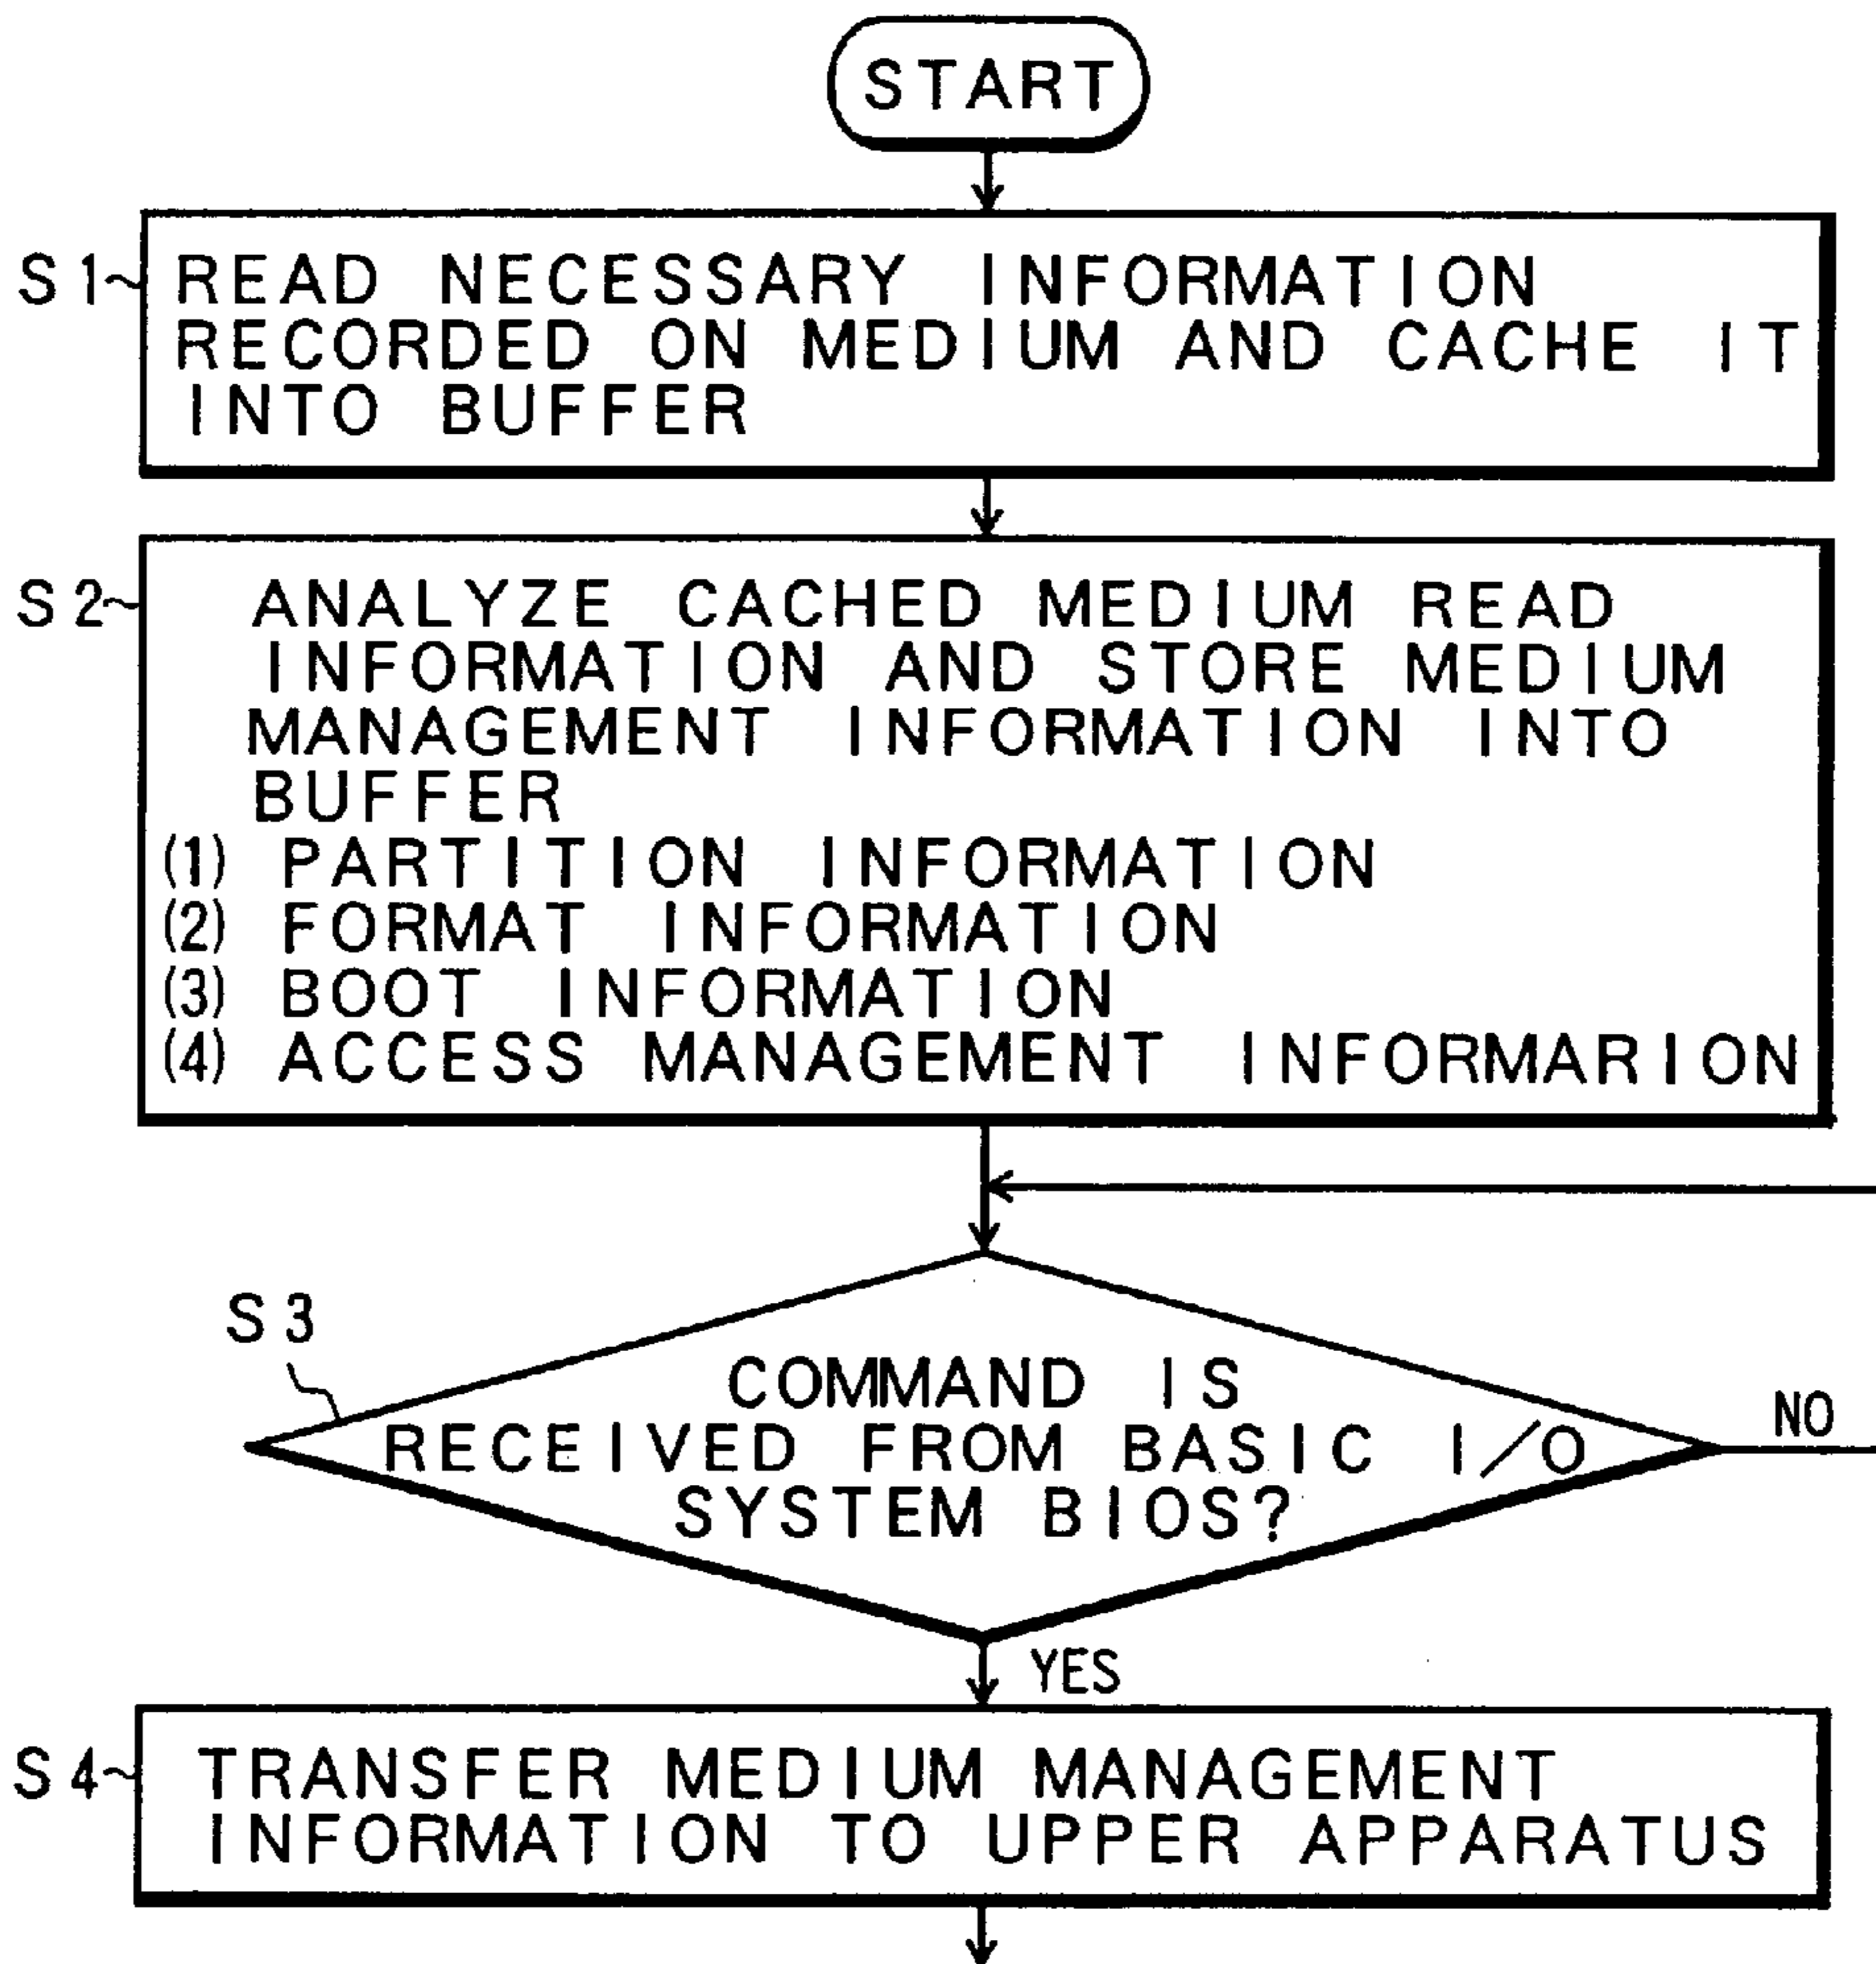 START
S1
READ NECESSARY INFORMATION
RECORDED ON MEDIUM AND CACHE IT
INTO BUFFER
S2
ANALYZE CACHED MEDIUM READ
INFORMATION AND STORE MEDIUM
MANAGEMENT INFORMATION INTO
BUFFER
(1) PARTITION INFORMATION
(2) FORMAT INFORMATION
(3) BOOT INFORMATION
(4) ACCESS MANAGEMENT INFORMARION
S3
COMMAND IS
RECEIVED FROM BASIC I/O
SYSTEM BIOS?
NO
YES
S4
TRANSFER MEDIUM MANAGEMENT
INFORMATION TO UPPER APPARATUS